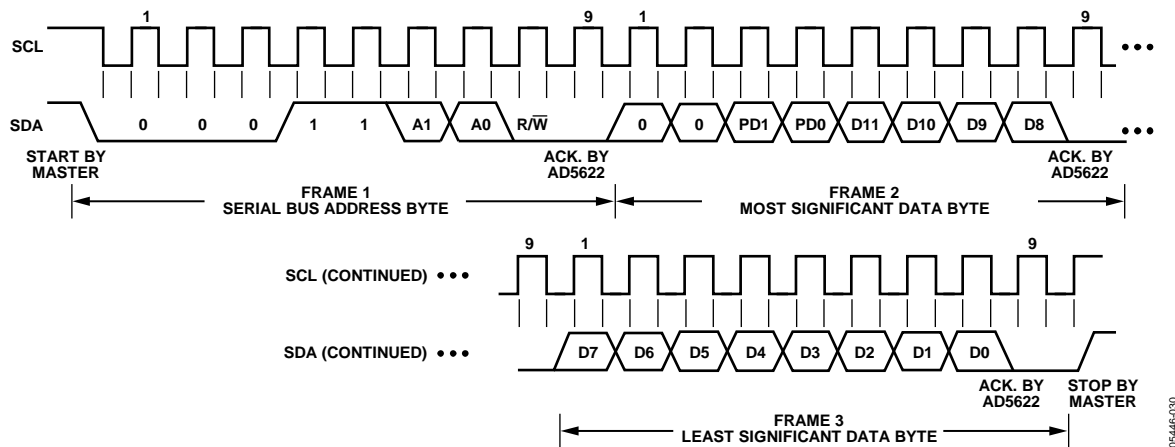 1 9 1 9
SCL •••
SDA 0 0 0 1 1 A1 A0 R/W̅ 0 0 PD1 PD0 D11 D10 D9 D8 •••
START BY MASTER
ACK. BY AD5622
ACK. BY AD5622
FRAME 1
SERIAL BUS ADDRESS BYTE
FRAME 2
MOST SIGNIFICANT DATA BYTE
9 1 9
SCL (CONTINUED) •••
SDA (CONTINUED) ••• D7 D6 D5 D4 D3 D2 D1 D0
ACK. BY AD5622
STOP BY MASTER
FRAME 3
LEAST SIGNIFICANT DATA BYTE
05446-030